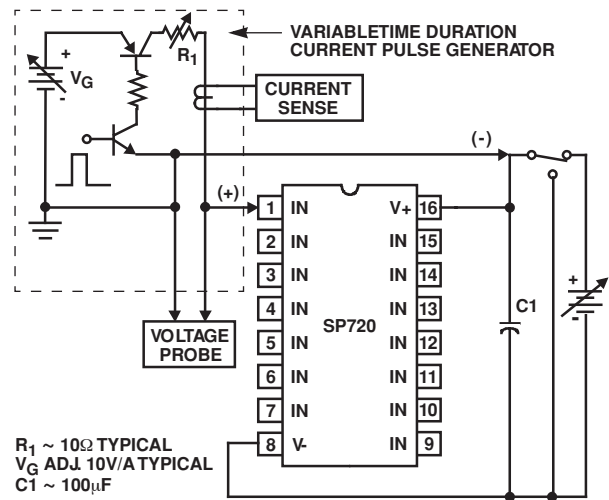 +
VG
-
R1
VARIABLETIME DURATION
CURRENT PULSE GENERATOR
CURRENT
SENSE
(-)
(+)
1 IN V+ 16
2 IN IN 15
3 IN IN 14
4 IN IN 13
5 IN IN 12
6 IN IN 11
7 IN IN 10
8 V- IN 9
SP720
VOLTAGE
PROBE
C1
+
-
R1 ~ 10Ω TYPICAL
VG ADJ. 10V/A TYPICAL
C1 ~ 100μF